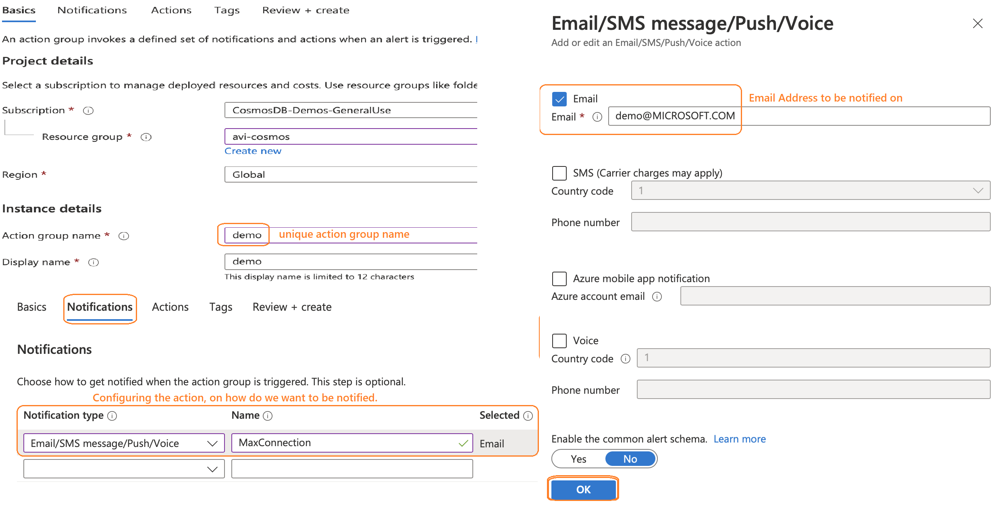 Basics Notifications Actions Tags Review + create
An action group invokes a defined set of notifications and actions when an alert is triggered.
Project details
Select a subscription to manage deployed resources and costs. Use resource groups like folde
Subscription * CosmosDB-Demos-GeneralUse
Resource group * avi-cosmos
Create new
Region * Global
Instance details
Action group name * demo unique action group name
Display name * demo
This display name is limited to 12 characters
Basics Notifications Actions Tags Review + create
Notifications
Choose how to get notified when the action group is triggered. This step is optional.
Configuring the action, on how do we want to be notified.
Notification type Name Selected
Email/SMS message/Push/Voice MaxConnection Email
Email/SMS message/Push/Voice
Add or edit an Email/SMS/Push/Voice action
Email Email Address to be notified on
Email * demo@MICROSOFT.COM
SMS (Carrier charges may apply)
Country code 1
Phone number
Azure mobile app notification
Azure account email
Voice
Country code 1
Phone number
Enable the common alert schema. Learn more
Yes No
OK